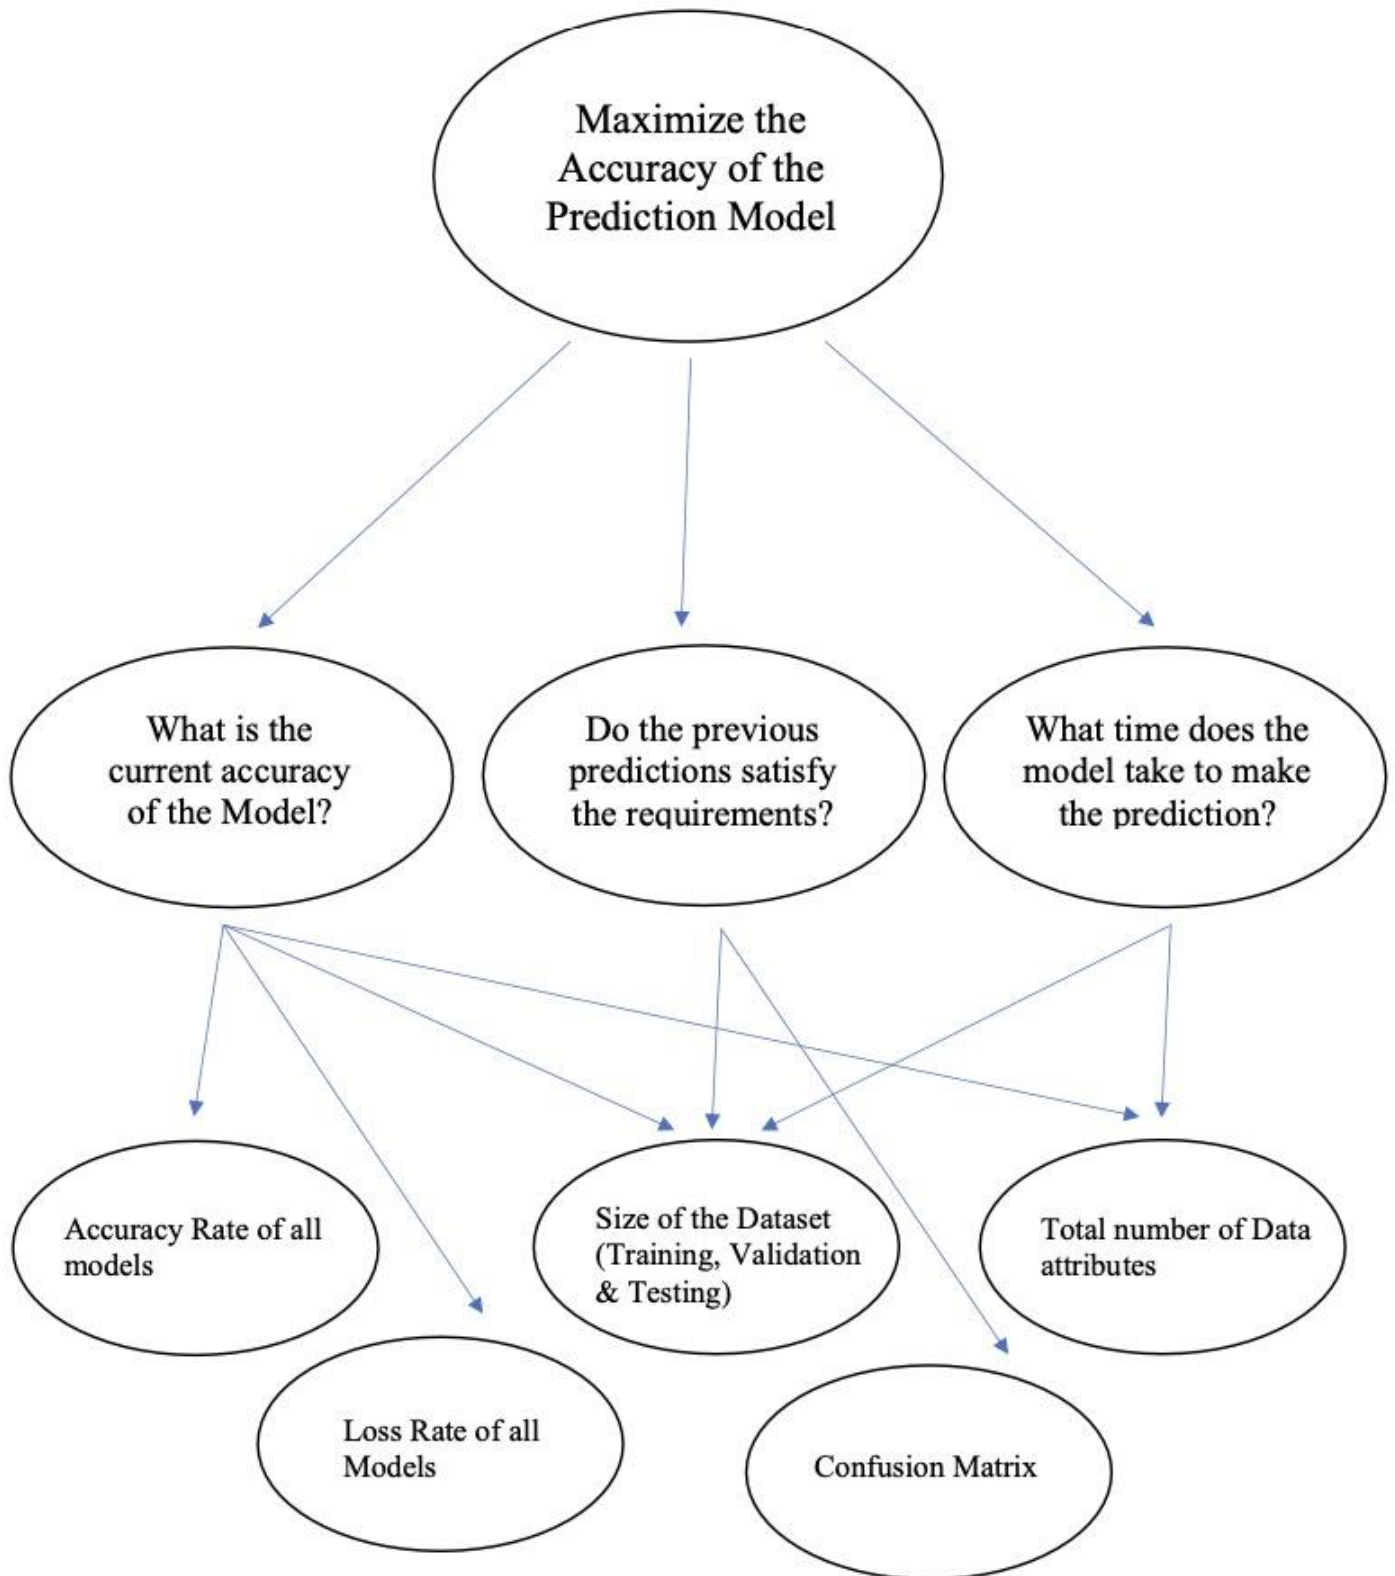 Maximize the
Accuracy of the
Prediction Model
What is the
current accuracy
of the Model?
Do the previous
predictions satisfy
the requirements?
What time does the
model take to make
the prediction?
Accuracy Rate of all
models
Size of the Dataset
(Training, Validation
& Testing)
Total number of Data
attributes
Loss Rate of all
Models
Confusion Matrix